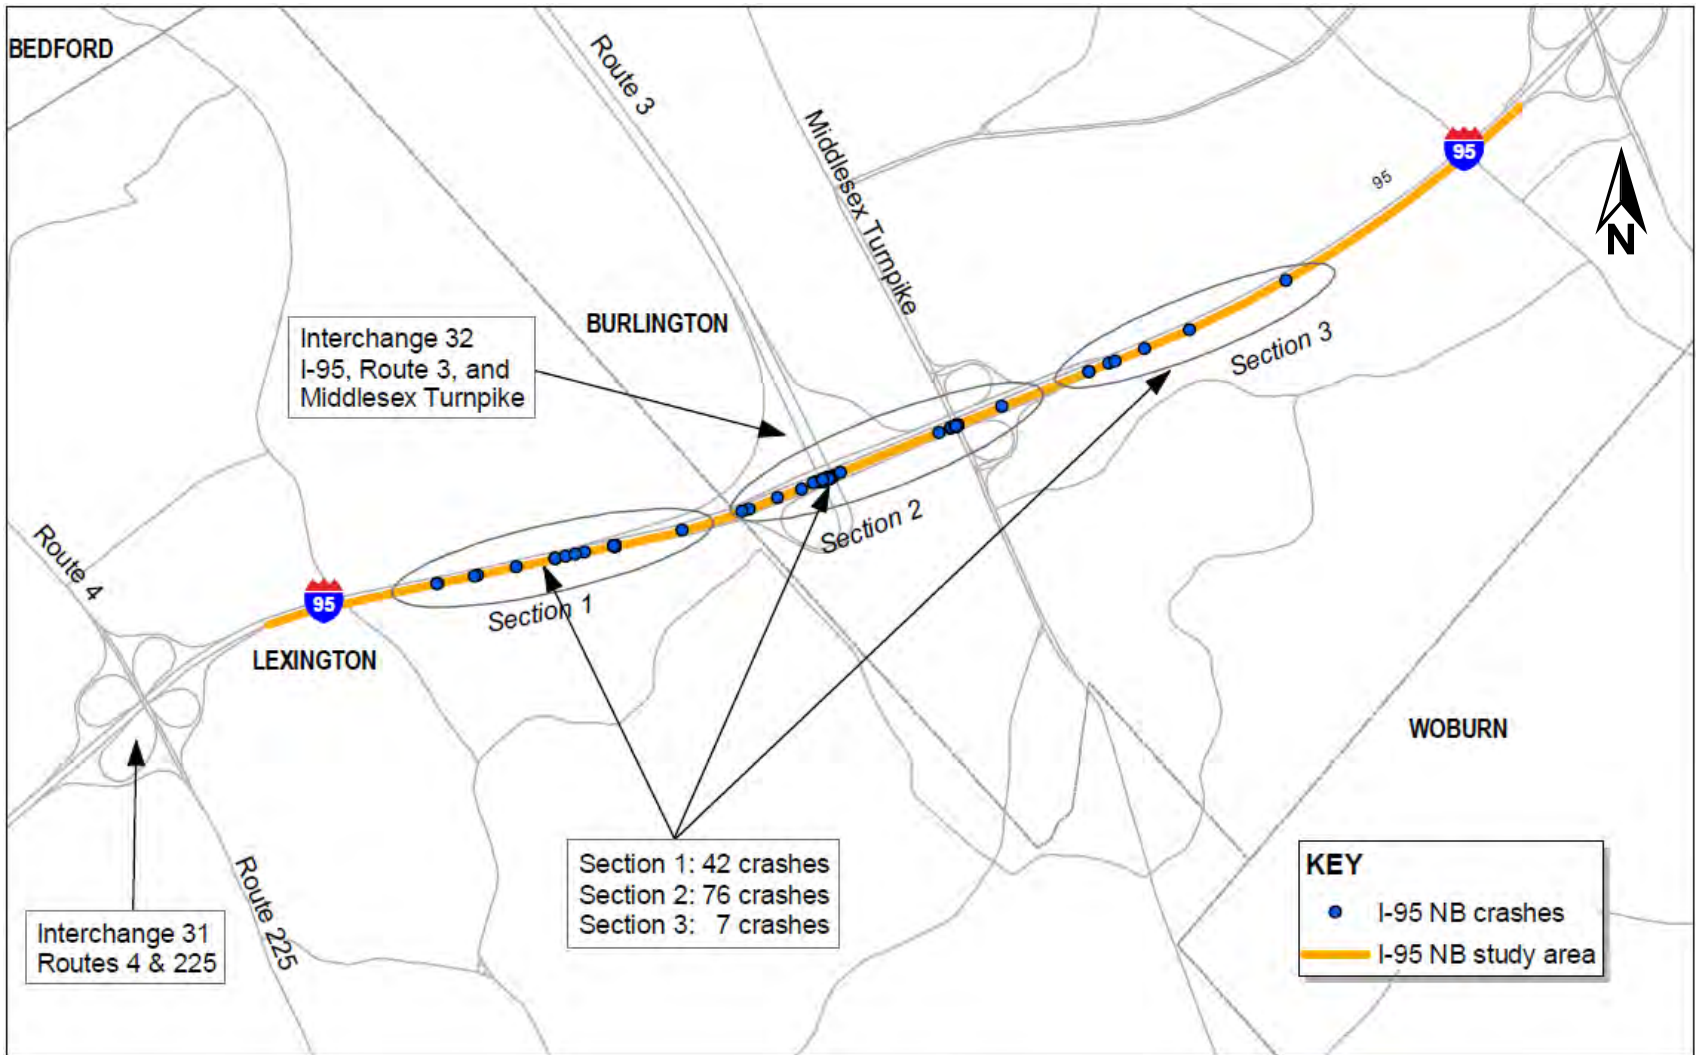 BEDFORD
Route 3
Middlesex Turnpike
95
95
N
BURLINGTON
Interchange 32
I-95, Route 3, and
Middlesex Turnpike
Section 3
Section 2
Section 1
Route 4
95
LEXINGTON
WOBURN
Route 225
Section 1: 42 crashes
Section 2: 76 crashes
Section 3: 7 crashes
Interchange 31
Routes 4 & 225
KEY
I-95 NB crashes
I-95 NB study area